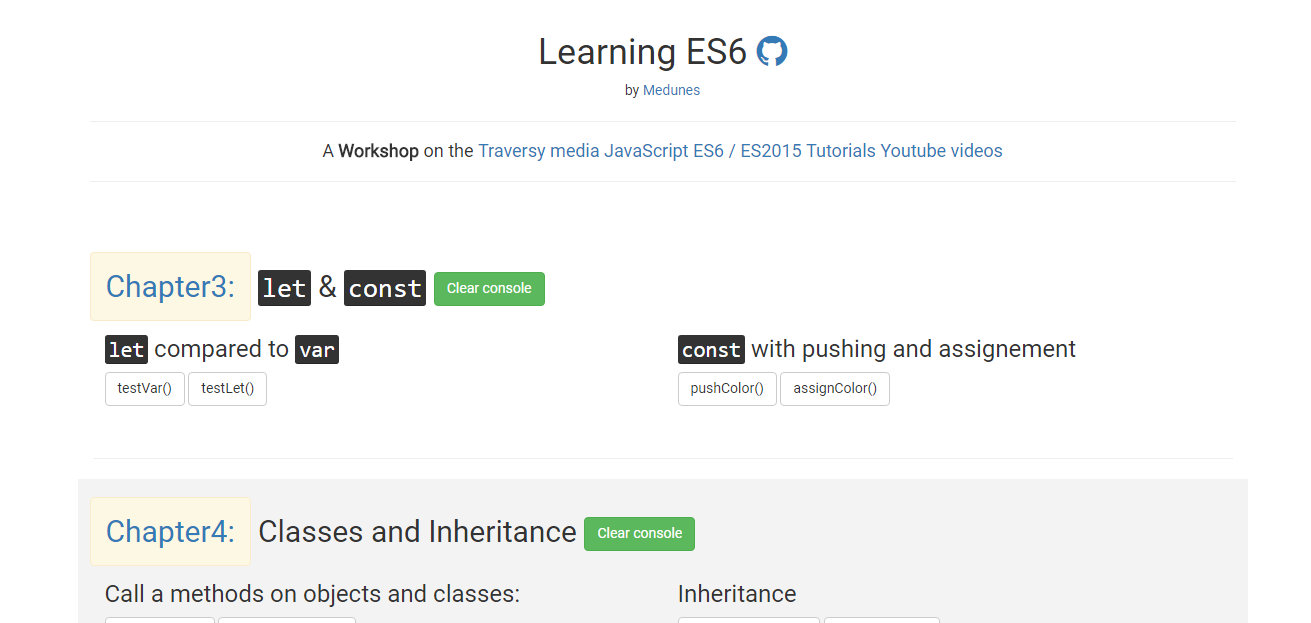 Learning ES6
by Medunes
A Workshop on the Traversy media JavaScript ES6 / ES2015 Tutorials Youtube videos
Chapter3: let & const Clear console
let compared to var
testVar() testLet()
const with pushing and assignement
pushColor() assignColor()
Chapter4: Classes and Inheritance Clear console
Call a methods on objects and classes:
Inheritance